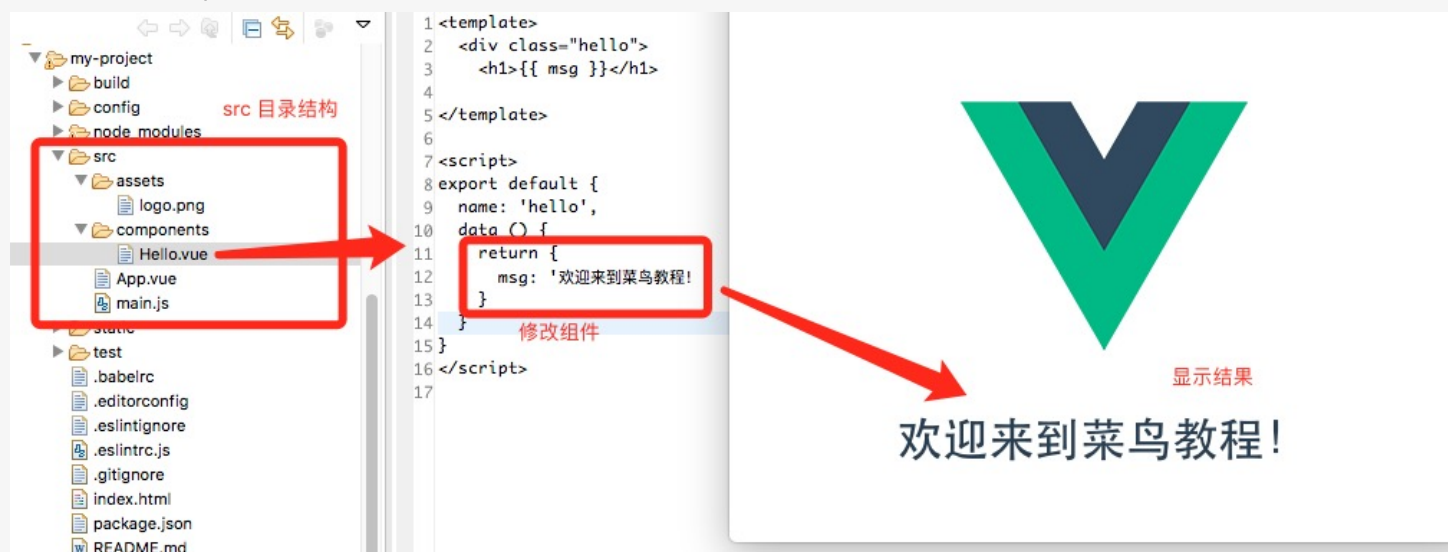 my-project
build
config
src 目录结构
node_modules
src
assets
logo.png
components
Hello.vue
App.vue
main.js
static
test
.babelrc
.editorconfig
.eslintignore
.eslintrc.js
.gitignore
index.html
package.json
README.md
1 <template>
2 <div class="hello">
3 <h1>{{ msg }}</h1>
4
5 </template>
6
7 <script>
8 export default {
9 name: 'hello',
10 data () {
11 return {
12 msg: '欢迎来到菜鸟教程!
13 }
14 }
修改组件
15 }
16 </script>
17
显示结果
欢迎来到菜鸟教程!